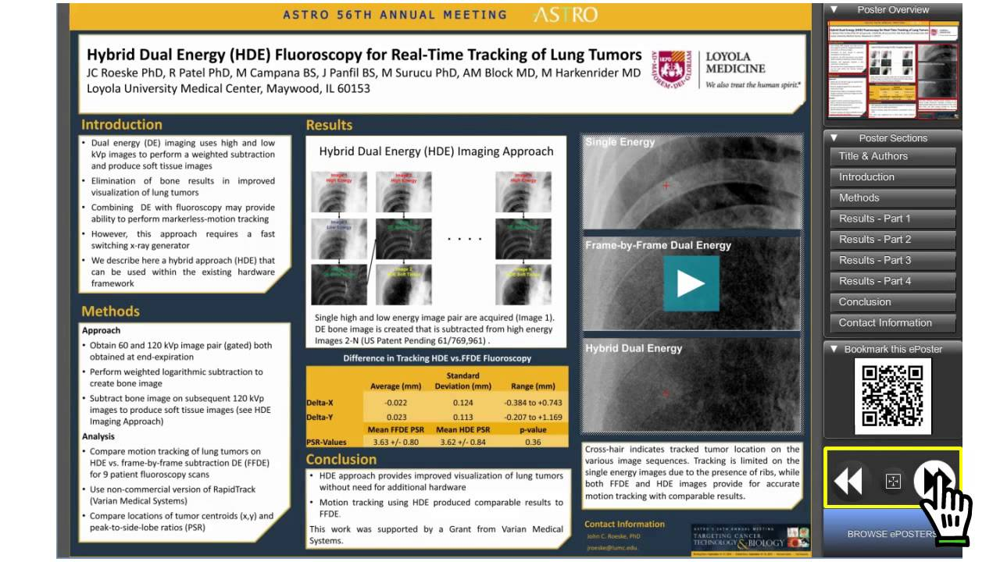 ASTRO 56TH ANNUAL MEETING ASTRO
Hybrid Dual Energy (HDE) Fluoroscopy for Real-Time Tracking of Lung Tumors
JC Roeske PhD, R Patel PhD, M Campana BS, J Panfil BS, M Surucu PhD, AM Block MD, M Harkenrider MD
Loyola University Medical Center, Maywood, IL 60153
1870
LOYOLA
MEDICINE
We also treat the human spirit.®
Introduction
• Dual energy (DE) imaging uses high and low
kVp images to perform a weighted subtraction
and produce soft tissue images
• Elimination of bone results in improved
visualization of lung tumors
• Combining DE with fluoroscopy may provide
ability to perform markerless-motion tracking
• However, this approach requires a fast
switching x-ray generator
• We describe here a hybrid approach (HDE) that
can be used within the existing hardware
framework
Methods
Approach
• Obtain 60 and 120 kVp image pair (gated) both
obtained at end-expiration
• Perform weighted logarithmic subtraction to
create bone image
• Subtract bone image on subsequent 120 kVp
images to produce soft tissue images (see HDE
Imaging Approach)
Analysis
• Compare motion tracking of lung tumors on
HDE vs. frame-by-frame subtraction DE (FFDE)
for 9 patient fluoroscopy scans
• Use non-commercial version of RapidTrack
(Varian Medical Systems)
• Compare locations of tumor centroids (x,y) and
peak-to-side-lobe ratios (PSR)
Results
Hybrid Dual Energy (HDE) Imaging Approach
High Energy
High Energy
High Energy
Low Energy
. . . .
Single high and low energy image pair are acquired (Image 1).
DE bone image is created that is subtracted from high energy
Images 2-N (US Patent Pending 61/769,961) .
Difference in Tracking HDE vs.FFDE Fluoroscopy
Average (mm) Standard Deviation (mm) Range (mm)
Delta-X -0.022 0.124 -0.384 to +0.743
Delta-Y 0.023 0.113 -0.207 to +1.169
Mean FFDE PSR Mean HDE PSR p-value
PSR-Values 3.63 +/- 0.80 3.62 +/- 0.84 0.36
Conclusion
• HDE approach provides improved visualization of lung tumors
without need for additional hardware
• Motion tracking using HDE produced comparable results to
FFDE.
This work was supported by a Grant from Varian Medical
Systems.
Single Energy
Frame-by-Frame Dual Energy
Hybrid Dual Energy
Cross-hair indicates tracked tumor location on the
various image sequences. Tracking is limited on the
single energy images due to the presence of ribs, while
both FFDE and HDE images provide for accurate
motion tracking with comparable results.
Contact Information
John C. Roeske, PhD
jroeske@lumc.edu.
ASTRO'S 56TH ANNUAL MEETING
TARGETING CANCER:
TECHNOLOGY & BIOLOGY
Poster Overview
Poster Sections
Title & Authors
Introduction
Methods
Results - Part 1
Results - Part 2
Results - Part 3
Results - Part 4
Conclusion
Contact Information
Bookmark this ePoster
BROWSE ePOSTERS